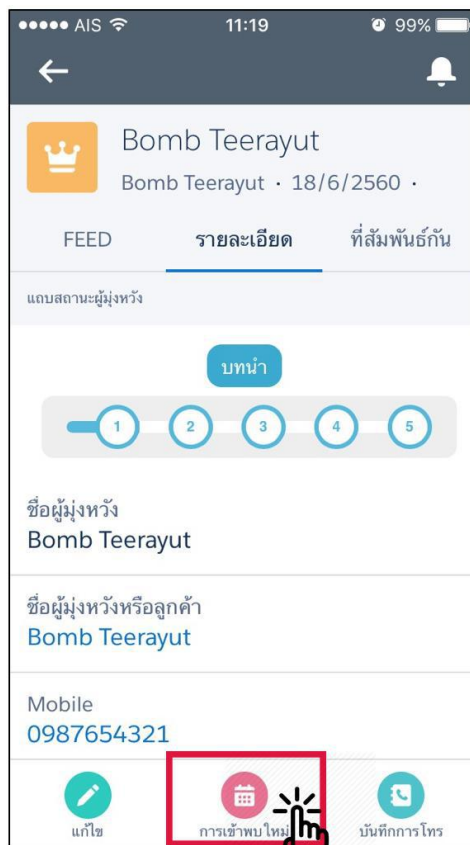 AIS 11:19 99%
Bomb Teerayut
Bomb Teerayut · 18/6/2560 ·
FEED รายละเอียด ที่สัมพันธ์กัน
แถบสถานะผู้มุ่งหวัง
บทนำ
1 2 3 4 5
ชื่อผู้มุ่งหวัง
Bomb Teerayut
ชื่อผู้มุ่งหวังหรือลูกค้า
Bomb Teerayut
Mobile
0987654321
แก้ไข การเข้าพบใหม่ บันทึกการโทร